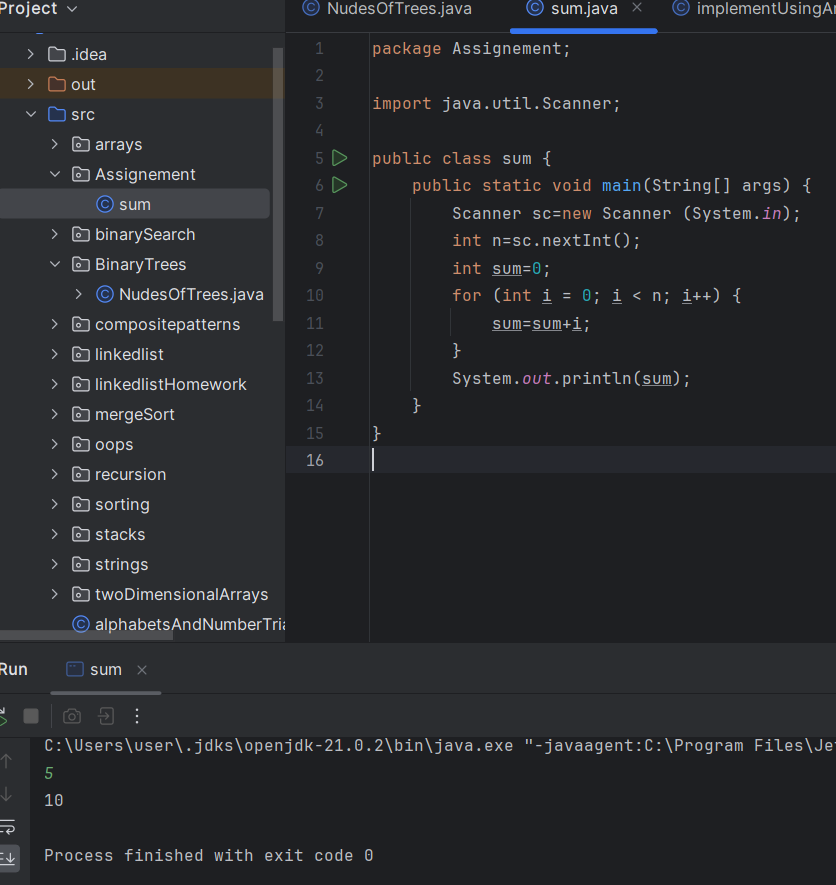 Project
NudesOfTrees.java sum.java implementUsingAr
.idea
out
src
arrays
Assignement
sum
binarySearch
BinaryTrees
NudesOfTrees.java
compositepatterns
linkedlist
linkedlistHomework
mergeSort
oops
recursion
sorting
stacks
strings
twoDimensionalArrays
alphabetsAndNumberTria
1 package Assignement;
2
3 import java.util.Scanner;
4
5 public class sum {
6 public static void main(String[] args) {
7 Scanner sc=new Scanner (System.in);
8 int n=sc.nextInt();
9 int sum=0;
10 for (int i = 0; i < n; i++) {
11 sum=sum+i;
12 }
13 System.out.println(sum);
14 }
15 }
16
Run sum
C:\Users\user\.jdks\openjdk-21.0.2\bin\java.exe "-javaagent:C:\Program Files\Jet
5
10
Process finished with exit code 0